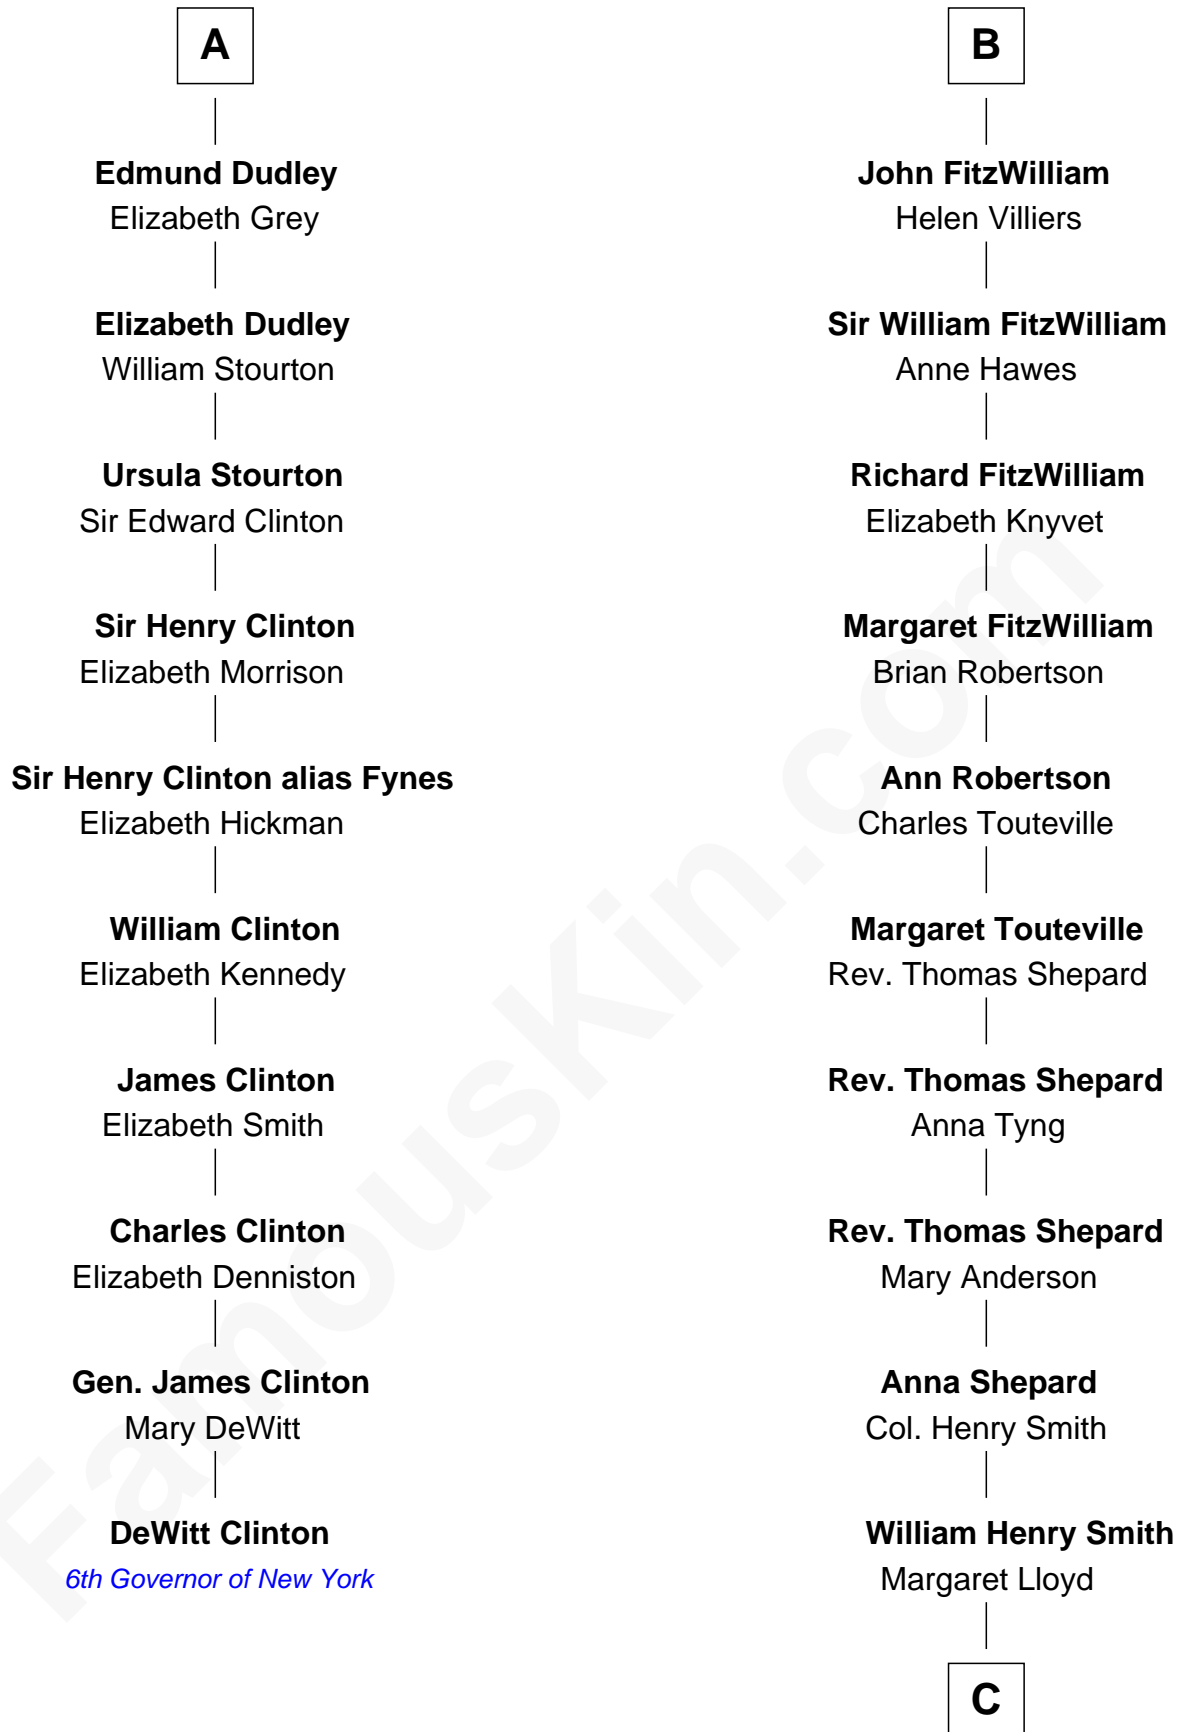 A
Edmund Dudley
Elizabeth Grey
Elizabeth Dudley
William Stourton
Ursula Stourton
Sir Edward Clinton
Sir Henry Clinton
Elizabeth Morrison
Sir Henry Clinton alias Fynes
Elizabeth Hickman
William Clinton
Elizabeth Kennedy
James Clinton
Elizabeth Smith
Charles Clinton
Elizabeth Denniston
Gen. James Clinton
Mary DeWitt
DeWitt Clinton
6th Governor of New York
B
John FitzWilliam
Helen Villiers
Sir William FitzWilliam
Anne Hawes
Richard FitzWilliam
Elizabeth Knyvet
Margaret FitzWilliam
Brian Robertson
Ann Robertson
Charles Touteville
Margaret Touteville
Rev. Thomas Shepard
Rev. Thomas Shepard
Anna Tyng
Rev. Thomas Shepard
Mary Anderson
Anna Shepard
Col. Henry Smith
William Henry Smith
Margaret Lloyd
C
FamousKin.com